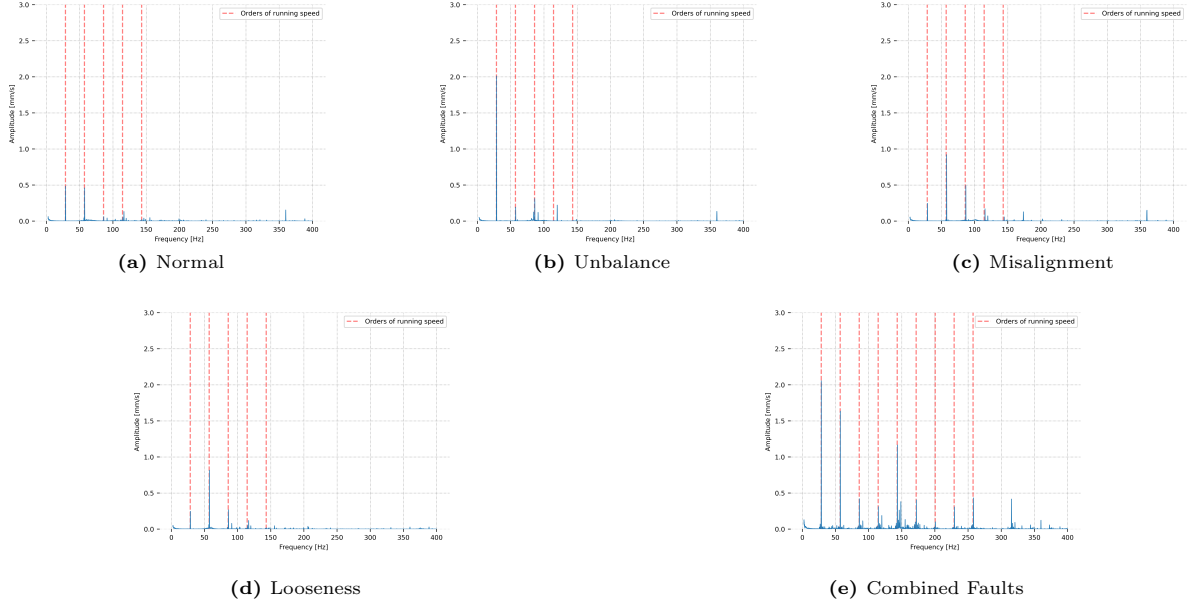 3.0
2.5
2.0
1.5
1.0
0.5
0.0
Amplitude [mm/s]
Orders of running speed
0 50 100 150 200 250 300 350 400
Frequency [Hz]
(a) Normal
3.0
2.5
2.0
1.5
1.0
0.5
0.0
Amplitude [mm/s]
Orders of running speed
0 50 100 150 200 250 300 350 400
Frequency [Hz]
(b) Unbalance
3.0
2.5
2.0
1.5
1.0
0.5
0.0
Amplitude [mm/s]
Orders of running speed
0 50 100 150 200 250 300 350 400
Frequency [Hz]
(c) Misalignment
3.0
2.5
2.0
1.5
1.0
0.5
0.0
Amplitude [mm/s]
Orders of running speed
0 50 100 150 200 250 300 350 400
Frequency [Hz]
(d) Looseness
3.0
2.5
2.0
1.5
1.0
0.5
0.0
Amplitude [mm/s]
Orders of running speed
0 50 100 150 200 250 300 350 400
Frequency [Hz]
(e) Combined Faults